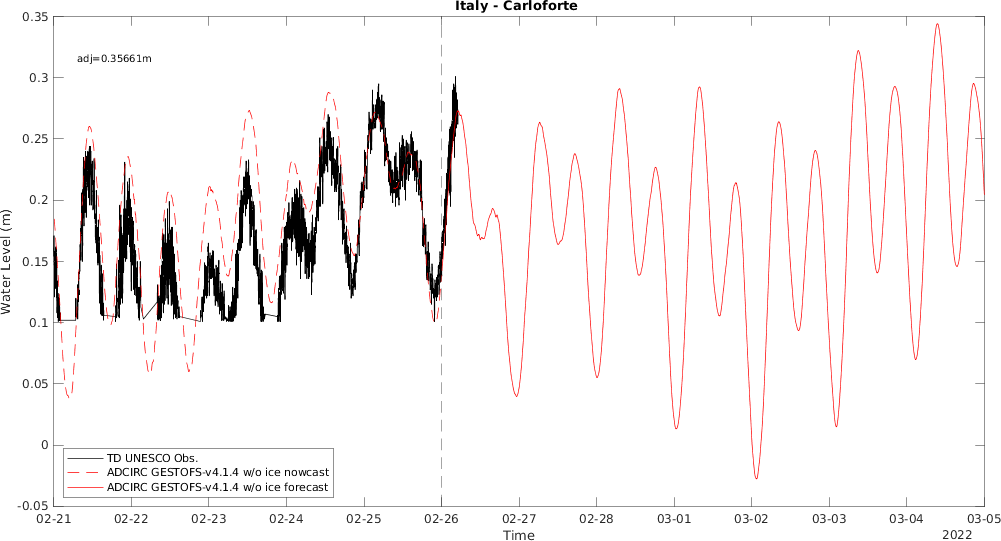 Italy - Carloforte
0.35
adj=0.35661m
0.3
0.25
0.2
0.15
0.1
0.05
0
-0.05
Water Level (m)
TD UNESCO Obs.
ADCIRC GESTOFS-v4.1.4 w/o ice nowcast
ADCIRC GESTOFS-v4.1.4 w/o ice forecast
02-21 02-22 02-23 02-24 02-25 02-26 02-27 02-28 03-01 03-02 03-03 03-04 03-05
Time
2022